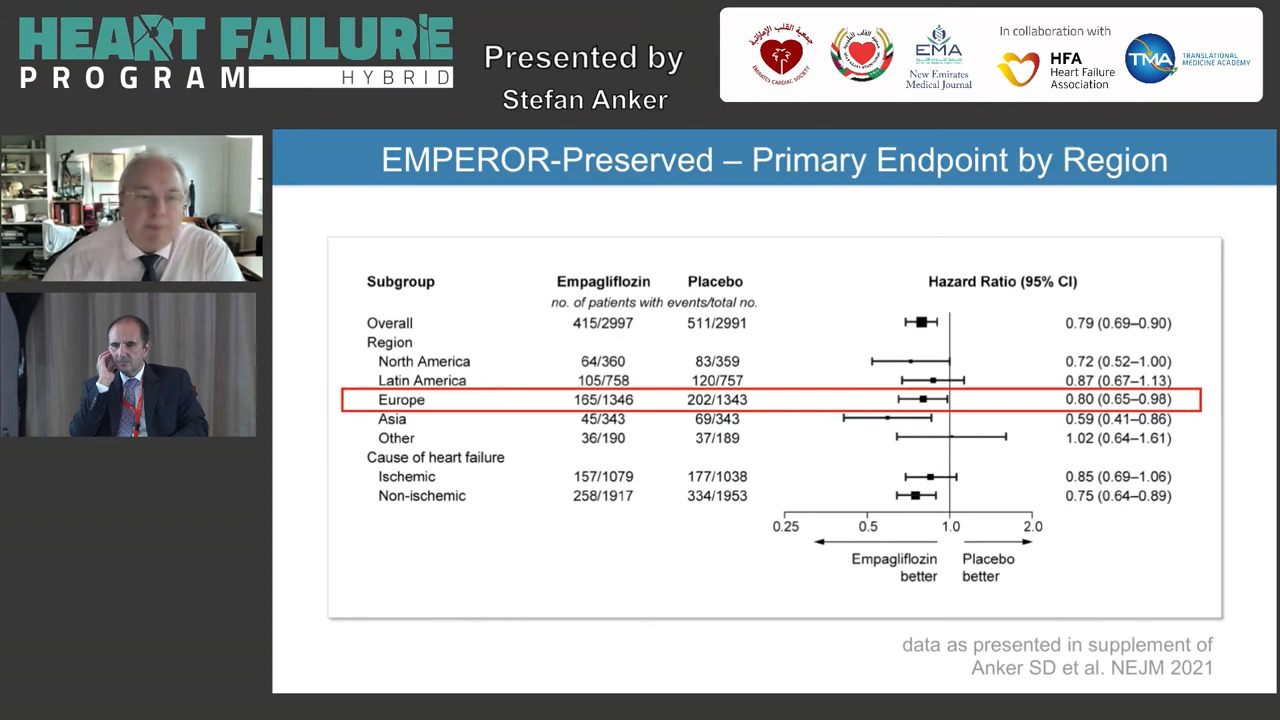 HEART FAILURE
PROGRAM HYBRID
Presented by
Stefan Anker
EMA
New Emirates
Medical Journal
In collaboration with
HFA
Heart Failure
Association
TMA
TRANSLATIONAL
MEDICINE ACADEMY
EMPEROR-Preserved – Primary Endpoint by Region
Subgroup Empagliflozin Placebo Hazard Ratio (95% CI)
no. of patients with events/total no.
Overall 415/2997 511/2991 0.79 (0.69–0.90)
Region
North America 64/360 83/359 0.72 (0.52–1.00)
Latin America 105/758 120/757 0.87 (0.67–1.13)
Europe 165/1346 202/1343 0.80 (0.65–0.98)
Asia 45/343 69/343 0.59 (0.41–0.86)
Other 36/190 37/189 1.02 (0.64–1.61)
Cause of heart failure
Ischemic 157/1079 177/1038 0.85 (0.69–1.06)
Non-ischemic 258/1917 334/1953 0.75 (0.64–0.89)
0.25 0.5 1.0 2.0
Empagliflozin Placebo
better better
data as presented in supplement of
Anker SD et al. NEJM 2021